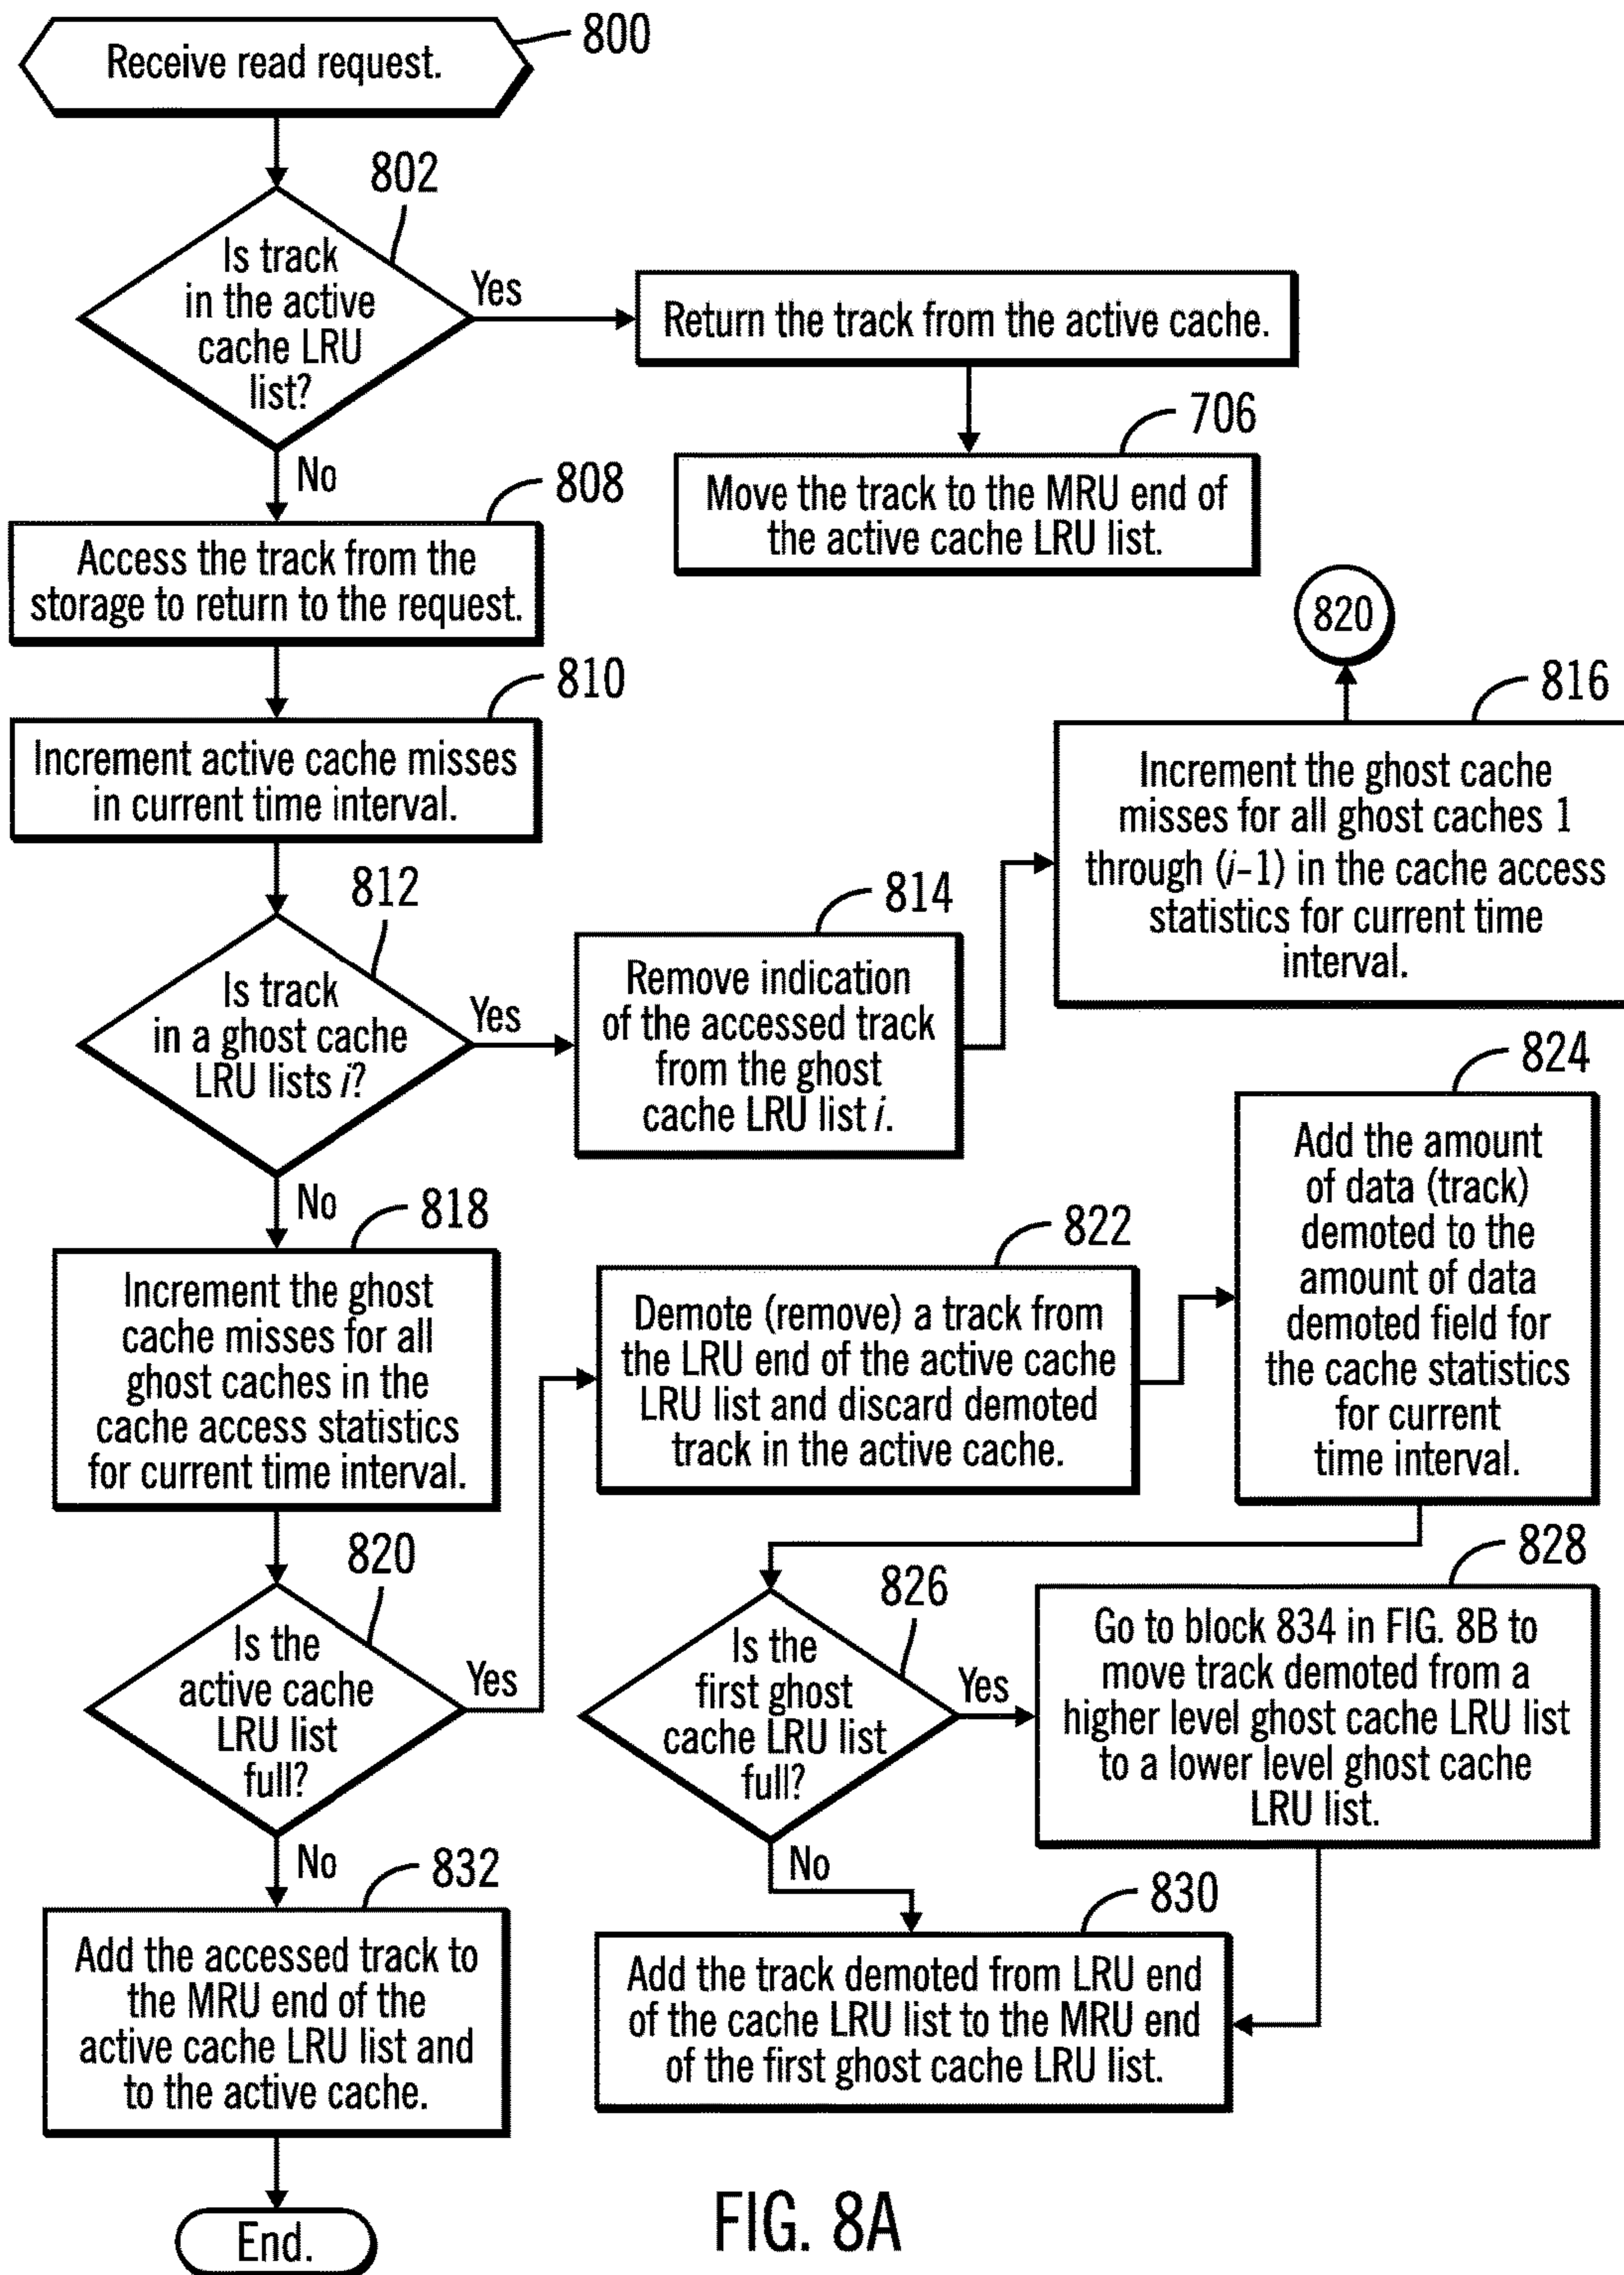 800
Receive read request.
802
Is track
in the active
cache LRU
list?
Yes
Return the track from the active cache.
706
Move the track to the MRU end of
the active cache LRU list.
No
808
Access the track from the
storage to return to the request.
810
Increment active cache misses
in current time interval.
812
Is track
in a ghost cache
LRU lists i?
Yes
814
Remove indication
of the accessed track
from the ghost
cache LRU list i.
820
816
Increment the ghost cache
misses for all ghost caches 1
through (i-1) in the cache access
statistics for current time
interval.
No
818
Increment the ghost
cache misses for all
ghost caches in the
cache access statistics
for current time interval.
820
Is the
active cache
LRU list
full?
Yes
822
Demote (remove) a track from
the LRU end of the active cache
LRU list and discard demoted
track in the active cache.
824
Add the amount
of data (track)
demoted to the
amount of data
demoted field for
the cache statistics
for current
time interval.
826
Is the
first ghost
cache LRU list
full?
Yes
828
Go to block 834 in FIG. 8B to
move track demoted from a
higher level ghost cache LRU list
to a lower level ghost cache
LRU list.
No
830
Add the track demoted from LRU end
of the cache LRU list to the MRU end
of the first ghost cache LRU list.
No
832
Add the accessed track to
the MRU end of the
active cache LRU list and
to the active cache.
End.
FIG. 8A